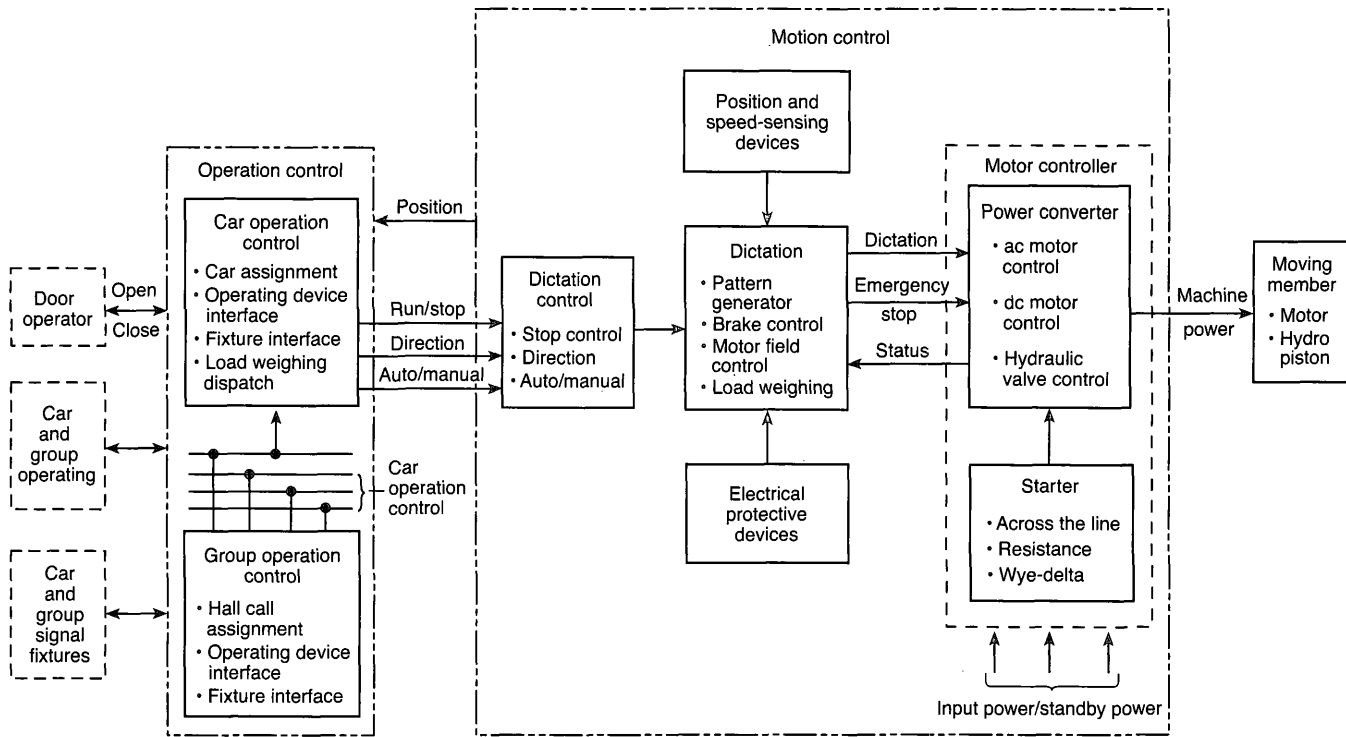 Motion control
Position and
speed-sensing
devices
Operation control
Motor controller
Car operation
control
• Car assignment
• Operating device
interface
• Fixture interface
• Load weighing
dispatch
Position
Run/stop
Direction
Auto/manual
Door
operator
Open
Close
Car
and
group
operating
Car
and
group
signal
fixtures
Car
operation
control
Group operation
control
• Hall call
assignment
• Operating device
interface
• Fixture interface
Dictation
control
• Stop control
• Direction
• Auto/manual
Dictation
• Pattern
generator
• Brake control
• Motor field
control
• Load weighing
Electrical
protective
devices
Dictation
Emergency
stop
Status
Power converter
• ac motor
control
• dc motor
control
• Hydraulic
valve control
Starter
• Across the line
• Resistance
• Wye-delta
Input power/standby power
Machine
power
Moving
member
• Motor
• Hydro
piston